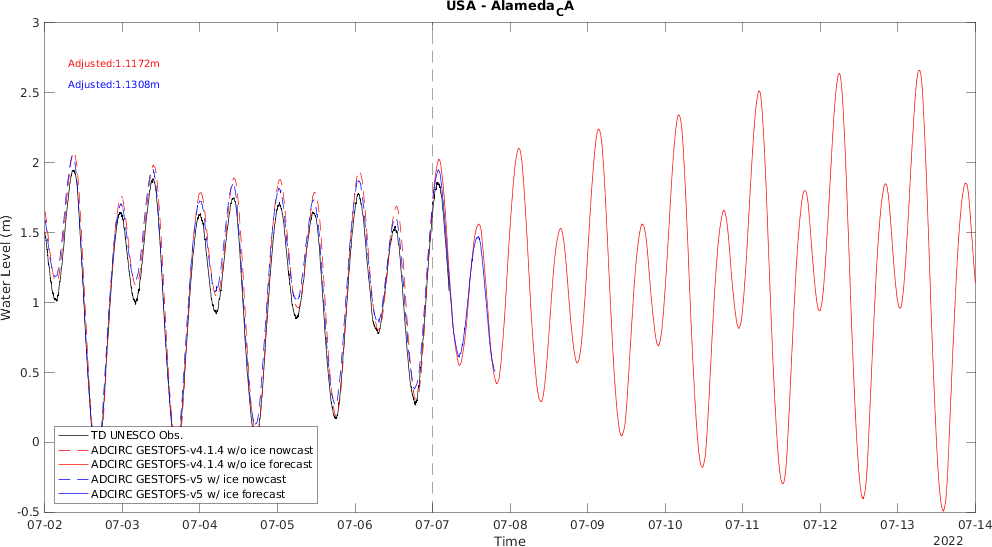 USA - Alameda_CA
3
Adjusted:1.1172m
2.5
Adjusted:1.1308m
2
1.5
Water Level (m)
1
0.5
TD UNESCO Obs.
0
ADCIRC GESTOFS-v4.1.4 w/o ice nowcast
ADCIRC GESTOFS-v4.1.4 w/o ice forecast
ADCIRC GESTOFS-v5 w/ ice nowcast
ADCIRC GESTOFS-v5 w/ ice forecast
-0.5
07-02 07-03 07-04 07-05 07-06 07-07 07-08 07-09 07-10 07-11 07-12 07-13 07-14
Time
2022